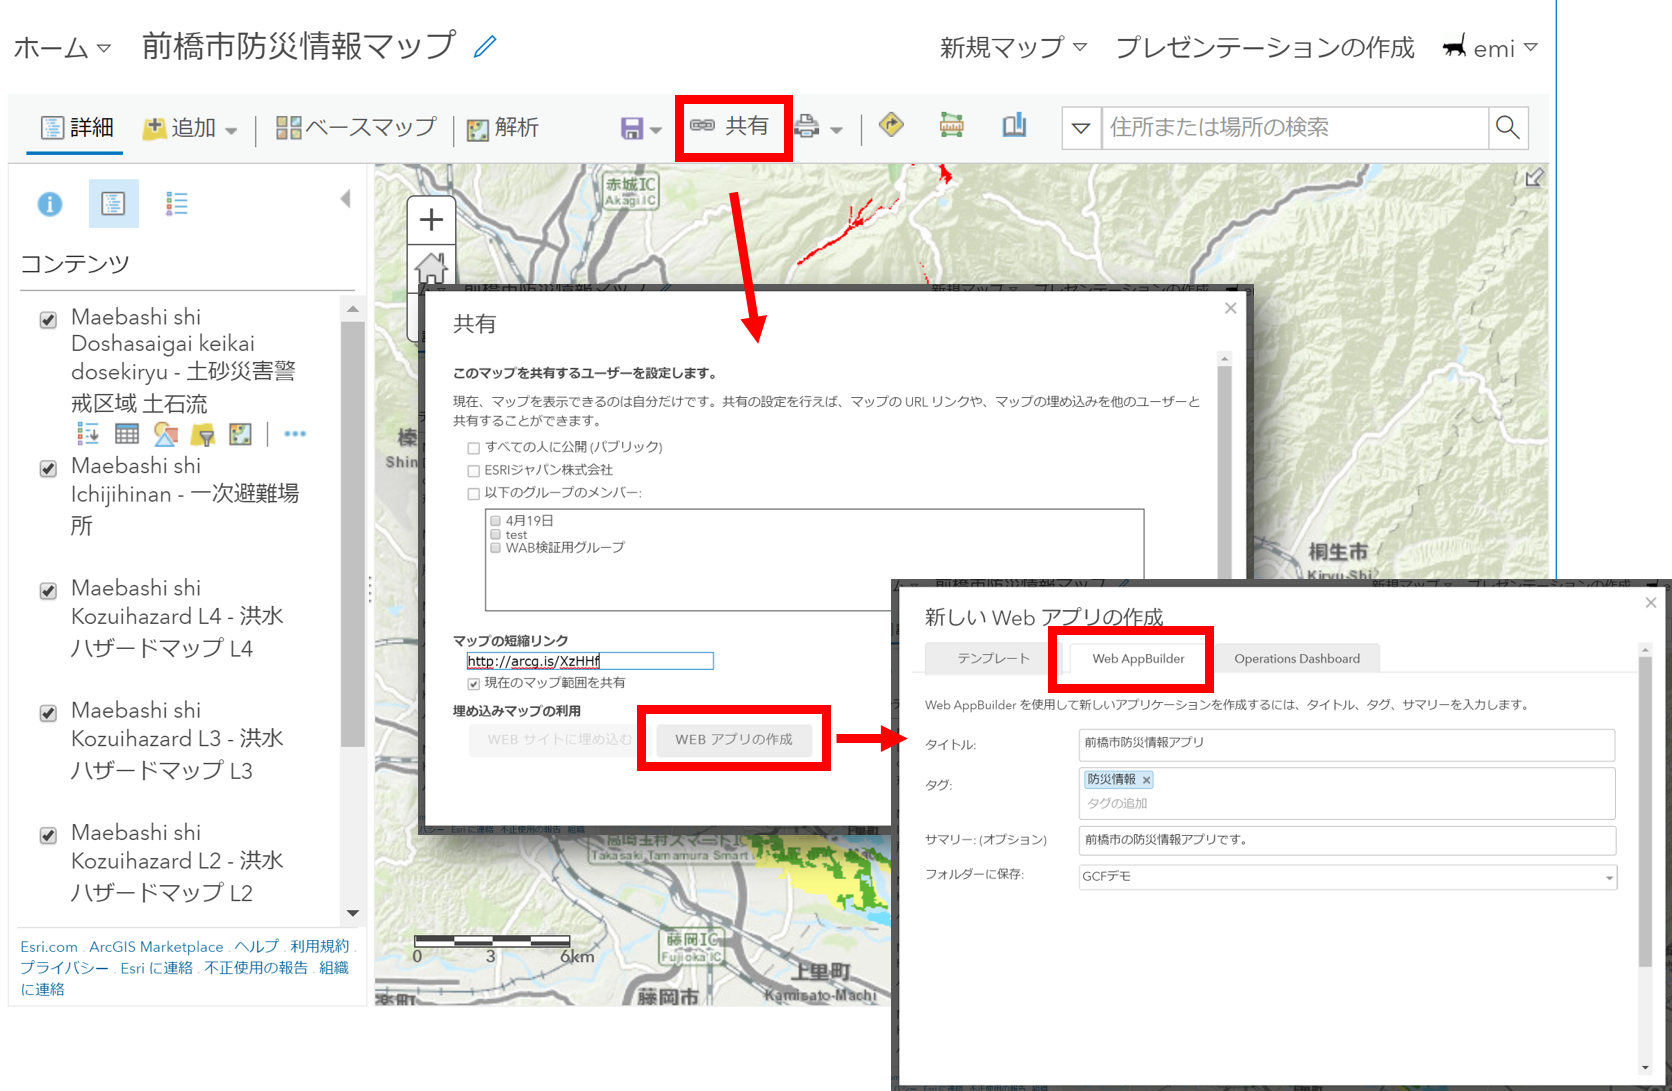 ホーム 前橋市防災情報マップ 新規マップ プレゼンテーションの作成 emi
詳細 追加 ベースマップ 解析 共有 住所または場所の検索
コンテンツ
Maebashi shi
Doshasaigai keikai
dosekiryu - 土砂災害警
戒区域 土石流
Maebashi shi
Ichijihinan - 一次避難場
所
Maebashi shi
Kozuihazard L4 - 洪水
ハザードマップ L4
Maebashi shi
Kozuihazard L3 - 洪水
ハザードマップ L3
Maebashi shi
Kozuihazard L2 - 洪水
ハザードマップ L2
Esri.com . ArcGIS Marketplace . ヘルプ . 利用規約 .
プライバシー . Esri に連絡 . 不正使用の報告 . 組織
に連絡
赤城IC
Akagi IC
榛
Shin
桐生市
Kiryu-Shi
高崎玉村スマートIC
Takasaki Tamamura Smart
藤岡IC
Fujioka IC
上里町
Kamisato-Machi
藤岡市
0 3 6km
共有
このマップを共有するユーザーを設定します。
現在、マップを表示できるのは自分だけです。共有の設定を行えば、マップの URL リンクや、マップの埋め込みを他のユーザーと
共有することができます。
すべての人に公開 (パブリック)
ESRIジャパン株式会社
以下のグループのメンバー:
4月19日
test
WAB検証用グループ
マップの短縮リンク
http://arcg.is/XzHHf
現在のマップ範囲を共有
埋め込みマップの利用
WEB サイトに埋め込む WEB アプリの作成
新しい Web アプリの作成
テンプレート Web AppBuilder Operations Dashboard
Web AppBuilder を使用して新しいアプリケーションを作成するには、タイトル、タグ、サマリーを入力します。
タイトル: 前橋市防災情報アプリ
タグ: 防災情報 ×
タグの追加
サマリー: (オプション) 前橋市の防災情報アプリです。
フォルダーに保存: GCFデモ